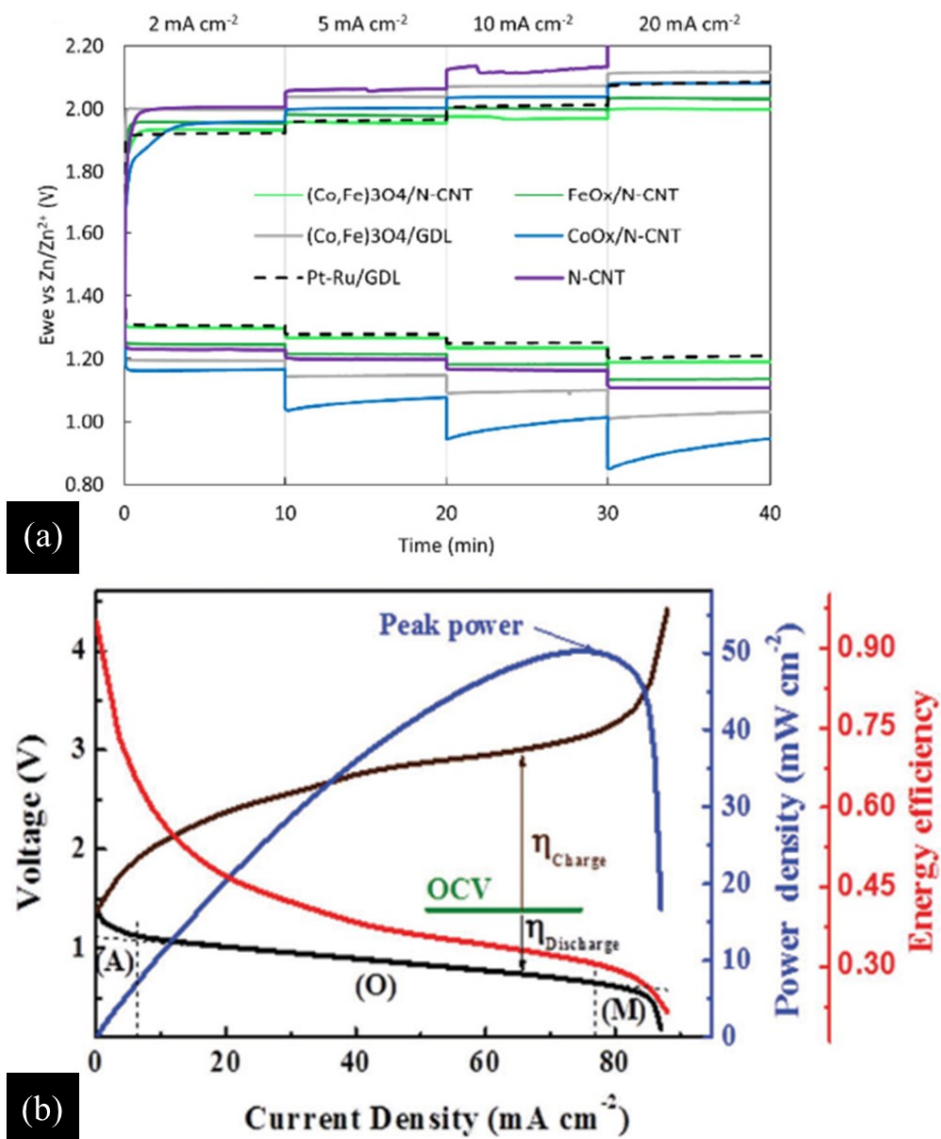 2 mA cm⁻² 5 mA cm⁻² 10 mA cm⁻² 20 mA cm⁻²
2.20
2.00
1.80
1.60
1.40
1.20
1.00
0.80
Ewe vs Zn/Zn²⁺ (V)
(Co,Fe)3O4/N-CNT FeOx/N-CNT
(Co,Fe)3O4/GDL CoOx/N-CNT
Pt-Ru/GDL N-CNT
0 10 20 30 40
Time (min)
(a)
Voltage (V)
4
3
2
1
Peak power
ηCharge
OCV
ηDischarge
(A)
(O)
(M)
50
40
30
20
10
0
Power density (mW cm⁻²)
0.90
0.75
0.60
0.45
0.30
Energy efficiency
0 20 40 60 80
Current Density (mA cm⁻²)
(b)